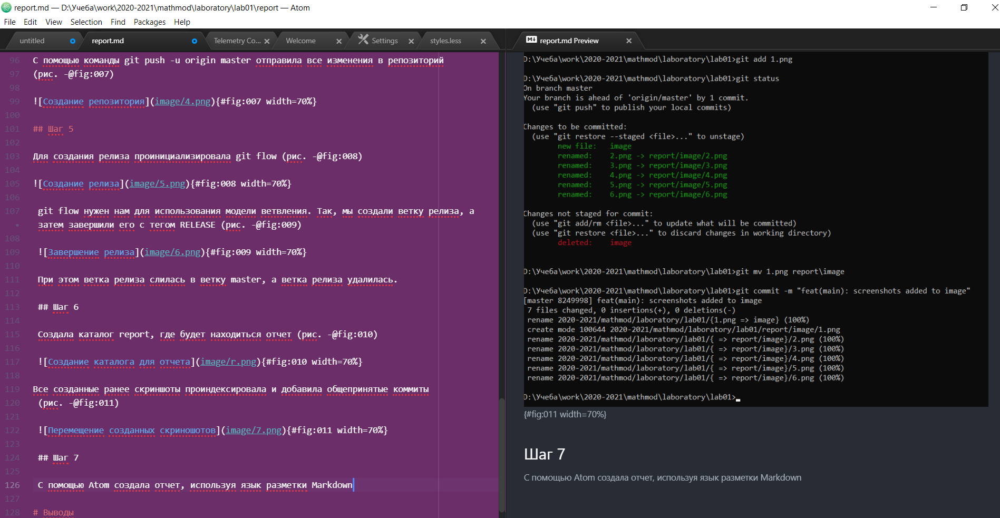 report.md — D:\Учеба\work\2020-2021\mathmod\laboratory\lab01\report — Atom
File Edit View Selection Find Packages Help
untitled report.md Telemetry Co... Welcome Settings styles.less
96 С помощью команды git push -u origin master отправила все изменения в репозиторий
97 (рис. -@fig:007)
98
99 ![Создание репозитория](image/4.png){#fig:007 width=70%}
100
101 ## Шаг 5
102
103 Для создания релиза проинициализировала git flow (рис. -@fig:008)
104
105 ![Создание релиза](image/5.png){#fig:008 width=70%}
106
107 git flow нужен нам для использования модели ветвления. Так, мы создали ветку релиза, а
• затем завершили его с тегом RELEASE (рис. -@fig:009)
108
109 ![Завершение релиза](image/6.png){#fig:009 width=70%}
110
111 При этом ветка релиза слилась в ветку master, а ветка релиза удалилась.
112
113 ## Шаг 6
114
115 Создала каталог report, где будет находиться отчет (рис. -@fig:010)
116
117 ![Создание каталога для отчета](image/r.png){#fig:010 width=70%}
118
119 Все созданные ранее скриншоты проиндексировала и добавила общепринятые коммиты
120 (рис. -@fig:011)
121
122 ![Перемещение созданных скриношотов](image/7.png){#fig:011 width=70%}
123
124 ## Шаг 7
125
126 С помощью Atom создала отчет, используя язык разметки Markdown
127
128 # Выводы
M↓ report.md Preview
D:\Учеба\work\2020-2021\mathmod\laboratory\lab01>git add 1.png
D:\Учеба\work\2020-2021\mathmod\laboratory\lab01>git status
On branch master
Your branch is ahead of 'origin/master' by 1 commit.
(use "git push" to publish your local commits)
Changes to be committed:
(use "git restore --staged <file>..." to unstage)
new file: image
renamed: 2.png -> report/image/2.png
renamed: 3.png -> report/image/3.png
renamed: 4.png -> report/image/4.png
renamed: 5.png -> report/image/5.png
renamed: 6.png -> report/image/6.png
Changes not staged for commit:
(use "git add/rm <file>..." to update what will be committed)
(use "git restore <file>..." to discard changes in working directory)
deleted: image
D:\Учеба\work\2020-2021\mathmod\laboratory\lab01>git mv 1.png report\image
D:\Учеба\work\2020-2021\mathmod\laboratory\lab01>git commit -m "feat(main): screenshots added to image"
[master 8249998] feat(main): screenshots added to image
7 files changed, 0 insertions(+), 0 deletions(-)
rename 2020-2021/mathmod/laboratory/lab01/{1.png => image} (100%)
create mode 100644 2020-2021/mathmod/laboratory/lab01/report/image/1.png
rename 2020-2021/mathmod/laboratory/lab01/{ => report/image}/2.png (100%)
rename 2020-2021/mathmod/laboratory/lab01/{ => report/image}/3.png (100%)
rename 2020-2021/mathmod/laboratory/lab01/{ => report/image}/4.png (100%)
rename 2020-2021/mathmod/laboratory/lab01/{ => report/image}/5.png (100%)
rename 2020-2021/mathmod/laboratory/lab01/{ => report/image}/6.png (100%)
D:\Учеба\work\2020-2021\mathmod\laboratory\lab01>_
{#fig:011 width=70%}
Шаг 7
С помощью Atom создала отчет, используя язык разметки Markdown